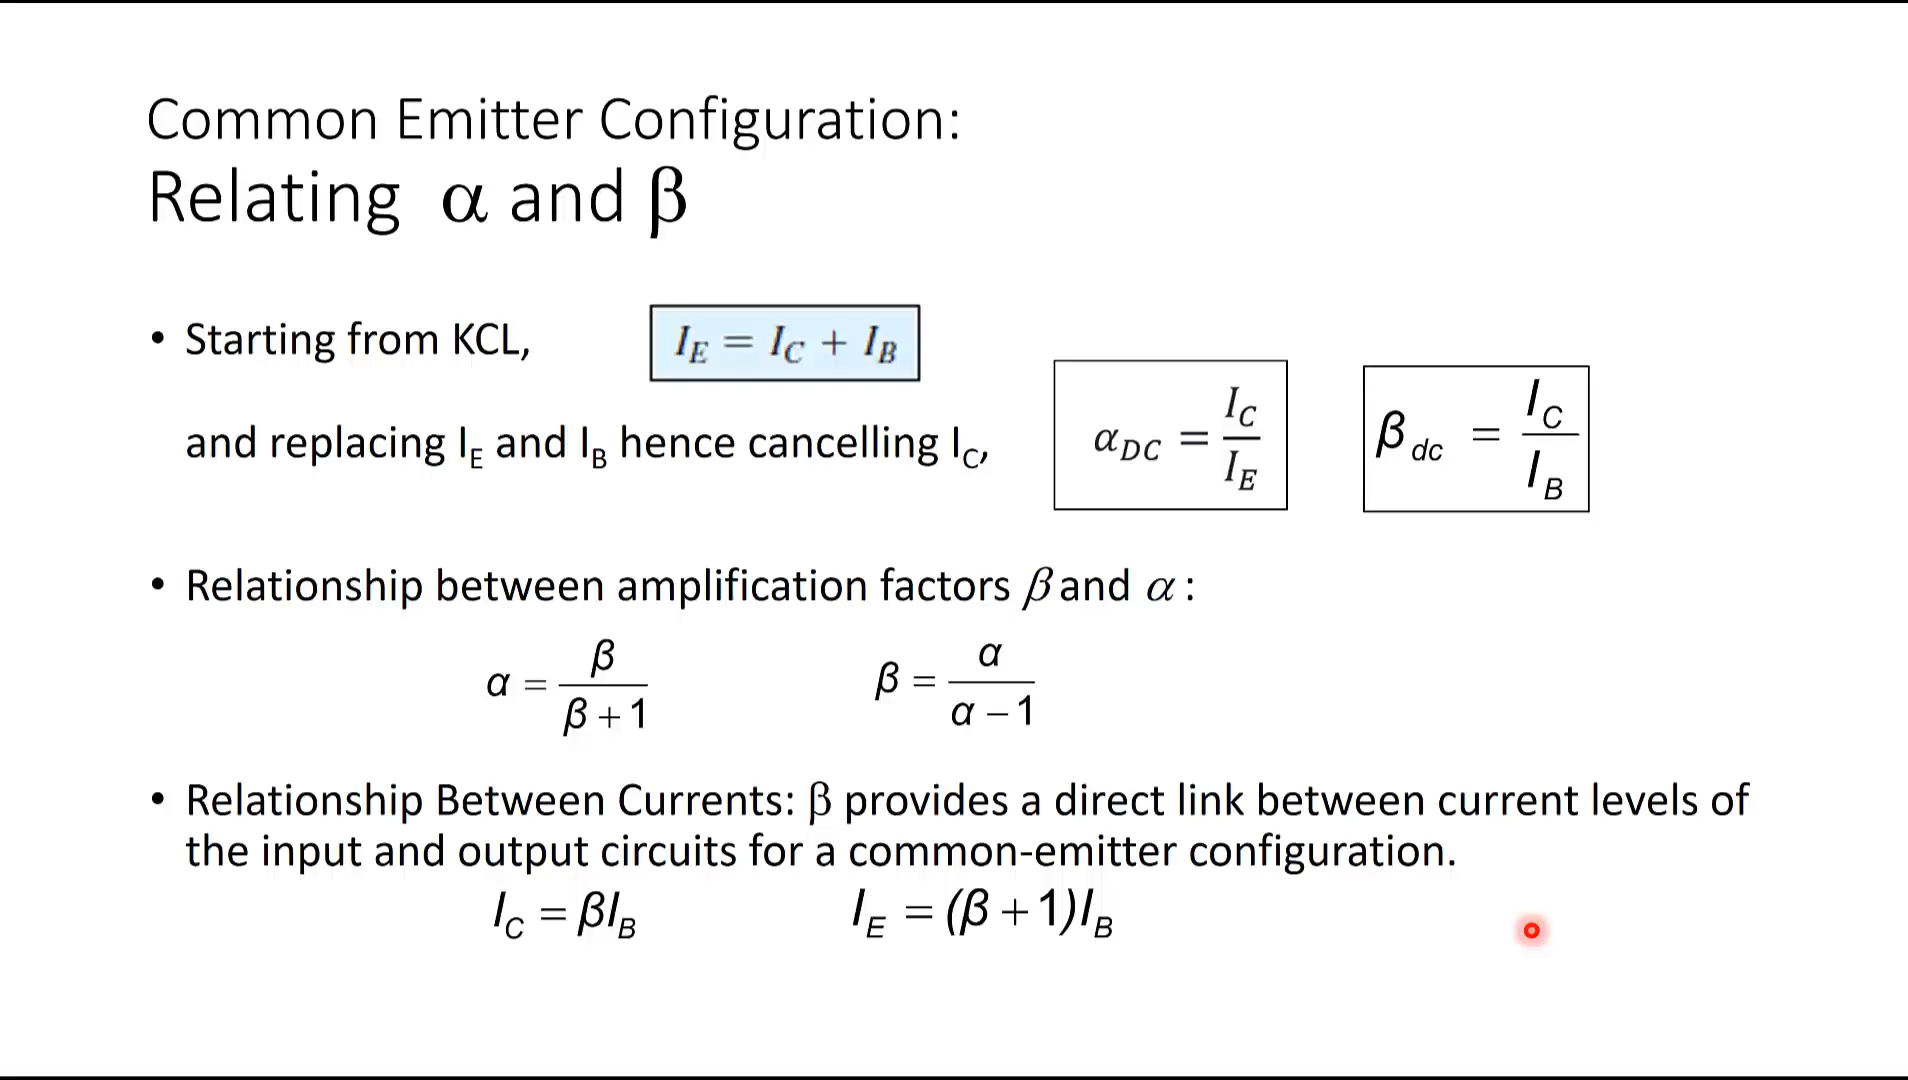 Common Emitter Configuration:
Relating α and β
• Starting from KCL,
I_E = I_C + I_B
and replacing I_E and I_B hence cancelling I_C,
α_DC = I_C / I_E
β_dc = I_C / I_B
• Relationship between amplification factors β and α :
α = β / (β + 1)
β = α / (α − 1)
• Relationship Between Currents: β provides a direct link between current levels of
the input and output circuits for a common-emitter configuration.
I_C = βI_B
I_E = (β + 1)I_B